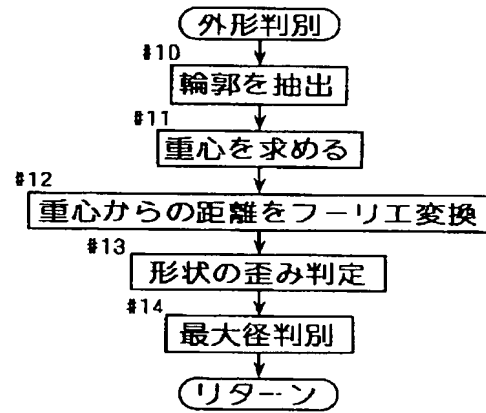 外形判別
#10
輪郭を抽出
#11
重心を求める
#12
重心からの距離をフーリエ変換
#13
形状の歪み判定
#14
最大径判別
リターン